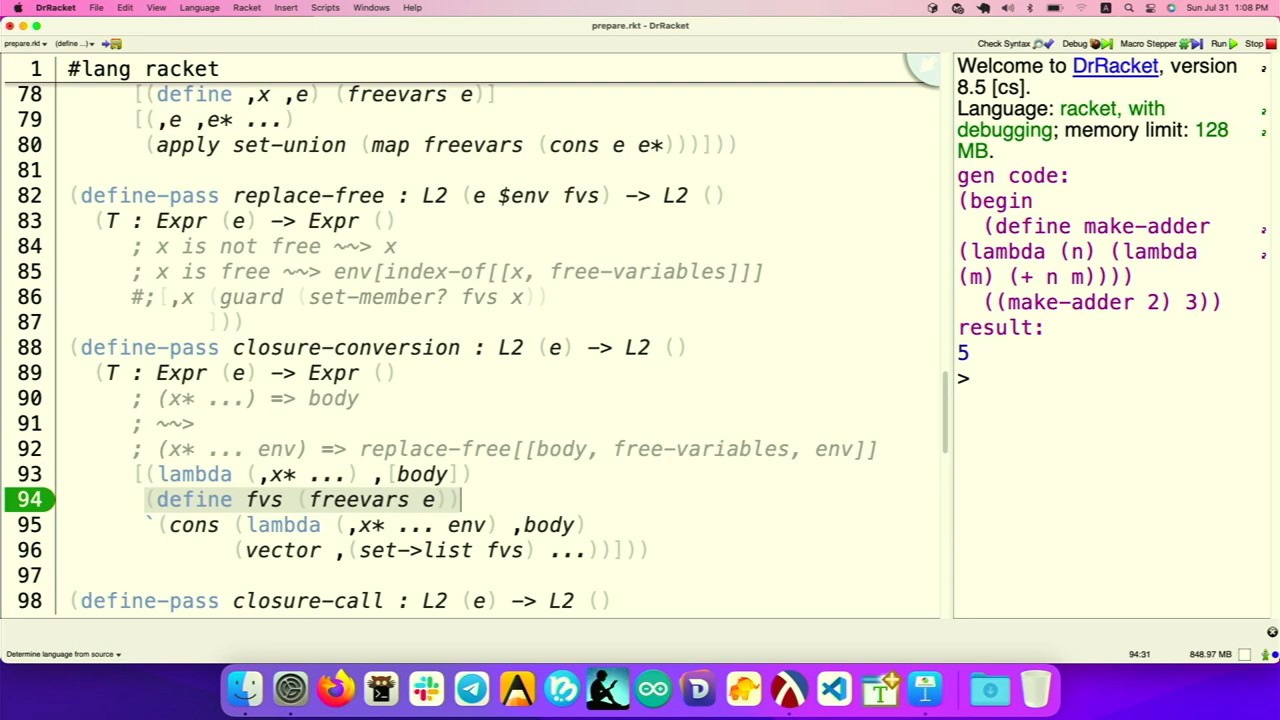 DrRacket File Edit View Language Racket Insert Scripts Windows Help
Sun Jul 31 1:08 PM
prepare.rkt
prepare.rkt (define ...)
Check Syntax Debug Macro Stepper Run Stop
1 #lang racket
78 [(define ,x ,e) (freevars e)]
79 [(,e ,e* ...)
80 (apply set-union (map freevars (cons e e*)))]))
81
82 (define-pass replace-free : L2 (e $env fvs) -> L2 ()
83 (T : Expr (e) -> Expr ()
84 ; x is not free ~~> x
85 ; x is free ~~> env[index-of[[x, free-variables]]]
86 #;[,x (guard (set-member? fvs x))
87 ]))
88 (define-pass closure-conversion : L2 (e) -> L2 ()
89 (T : Expr (e) -> Expr ()
90 ; (x* ...) => body
91 ; ~~>
92 ; (x* ... env) => replace-free[[body, free-variables, env]]
93 [(lambda (,x* ...) ,[body])
94 (define fvs (freevars e))
95 `(cons (lambda (,x* ... env) ,body)
96 (vector ,(set->list fvs) ...))]))
97
98 (define-pass closure-call : L2 (e) -> L2 ()
Welcome to DrRacket, version
8.5 [cs].
Language: racket, with
debugging; memory limit: 128
MB.
gen code:
(begin
(define make-adder
(lambda (n) (lambda
(m) (+ n m))))
((make-adder 2) 3))
result:
5
>
Determine language from source
94:31
848.97 MB